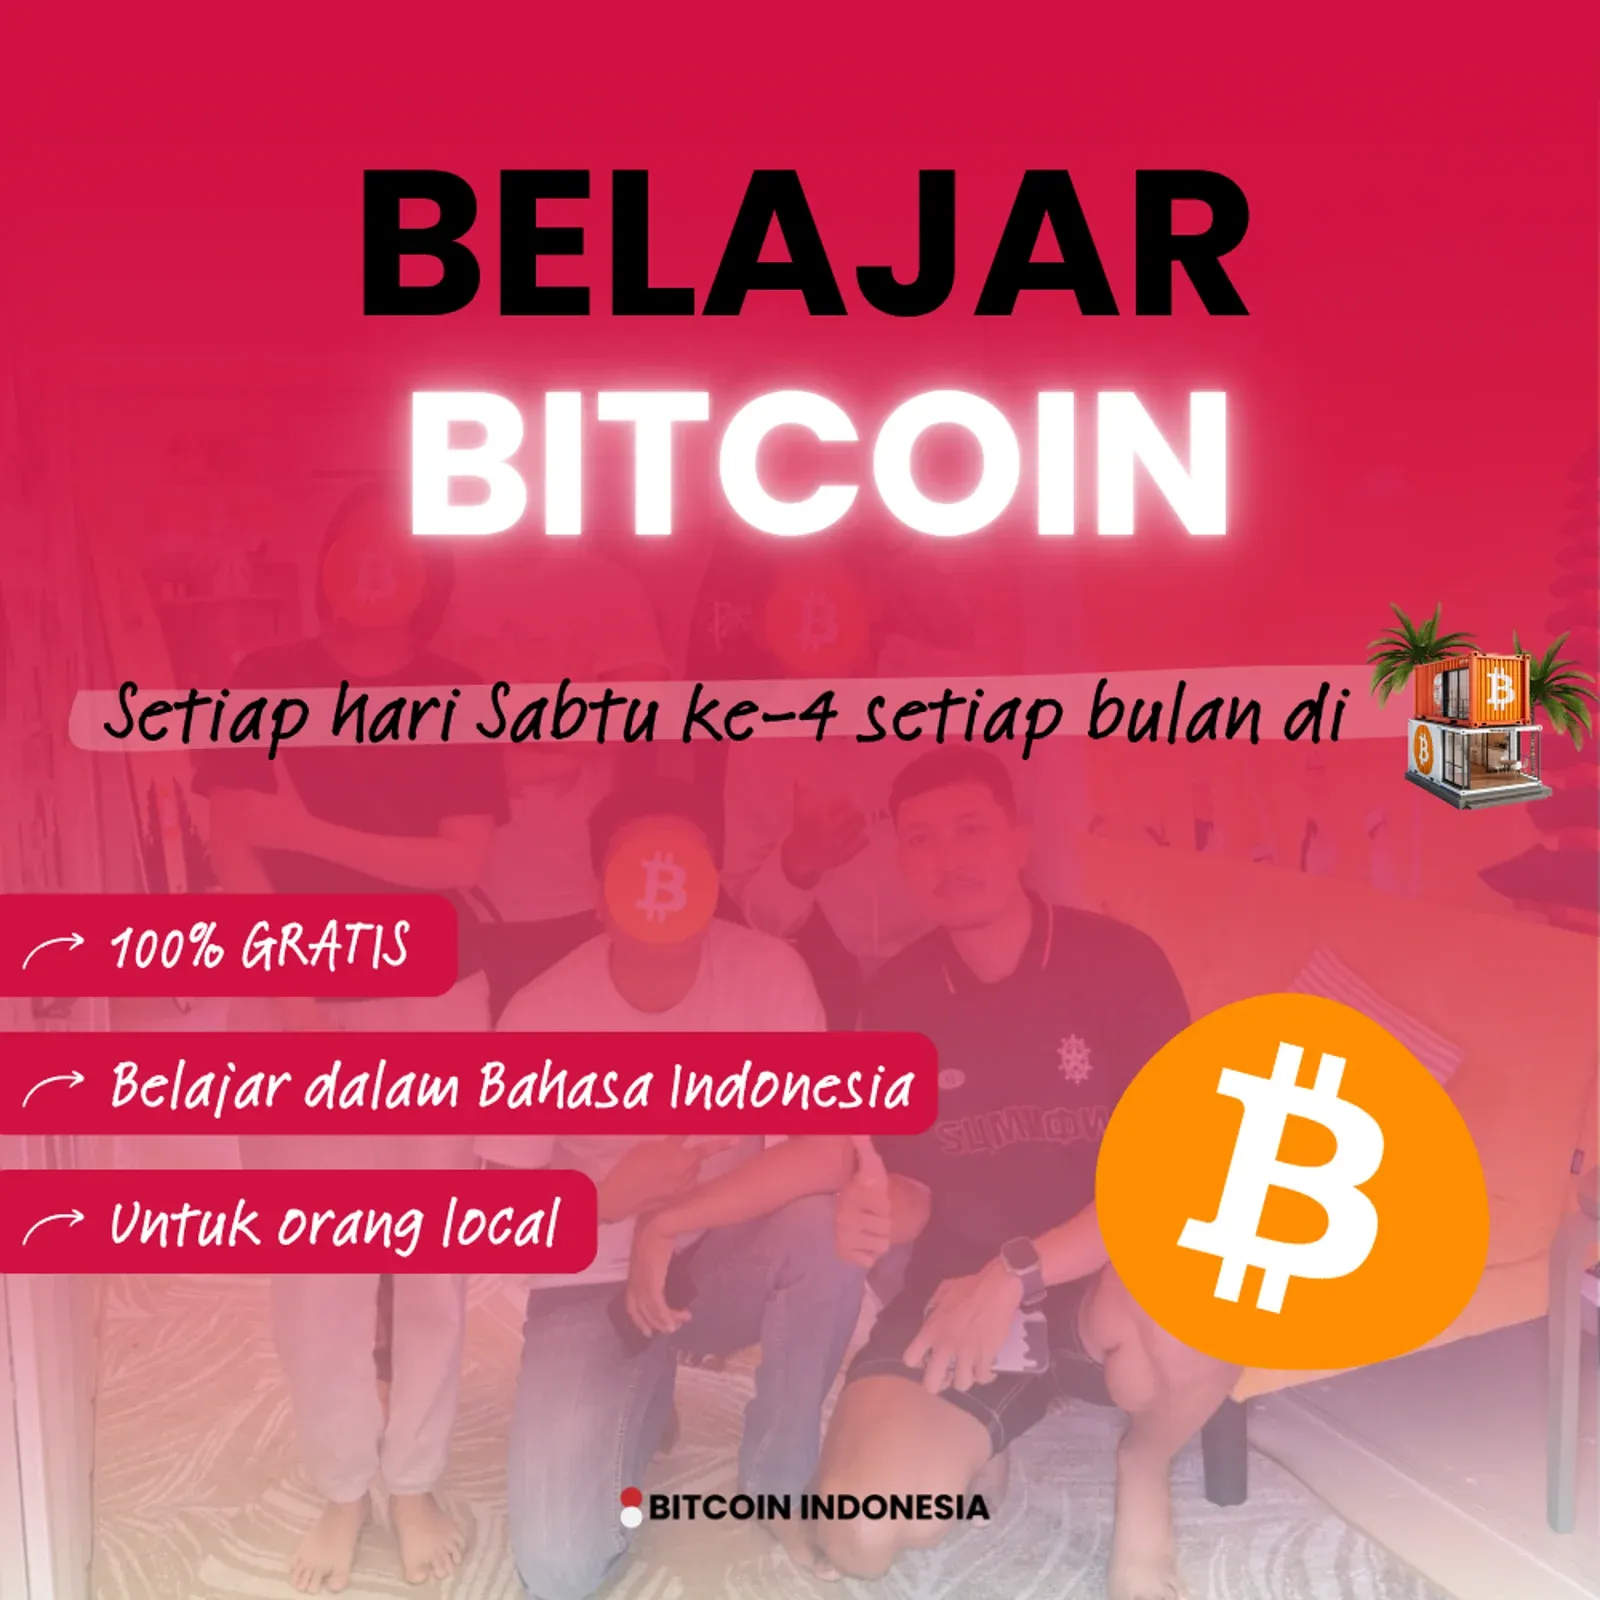 BELAJAR
BITCOIN
Setiap hari Sabtu ke-4 setiap bulan di
100% GRATIS
Belajar dalam Bahasa Indonesia
Untuk orang local
BITCOIN INDONESIA